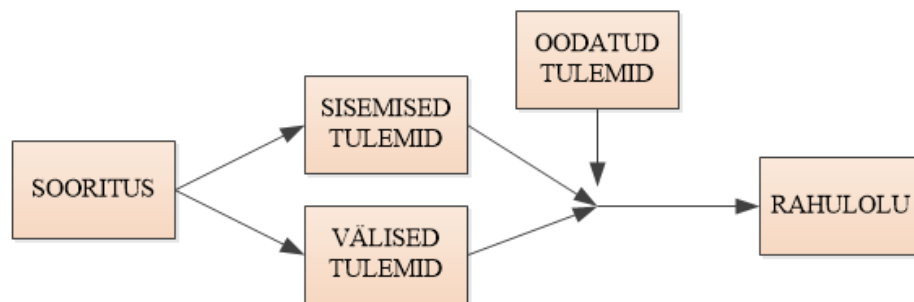 OODATUD
TULEMID
SISEMISED
TULEMID
SOORITUS
VÄLISED
TULEMID
RAHULOLU